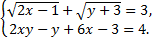 {√(2x − 1) + √(y + 3) = 3,
2xy − y + 6x − 3 = 4.